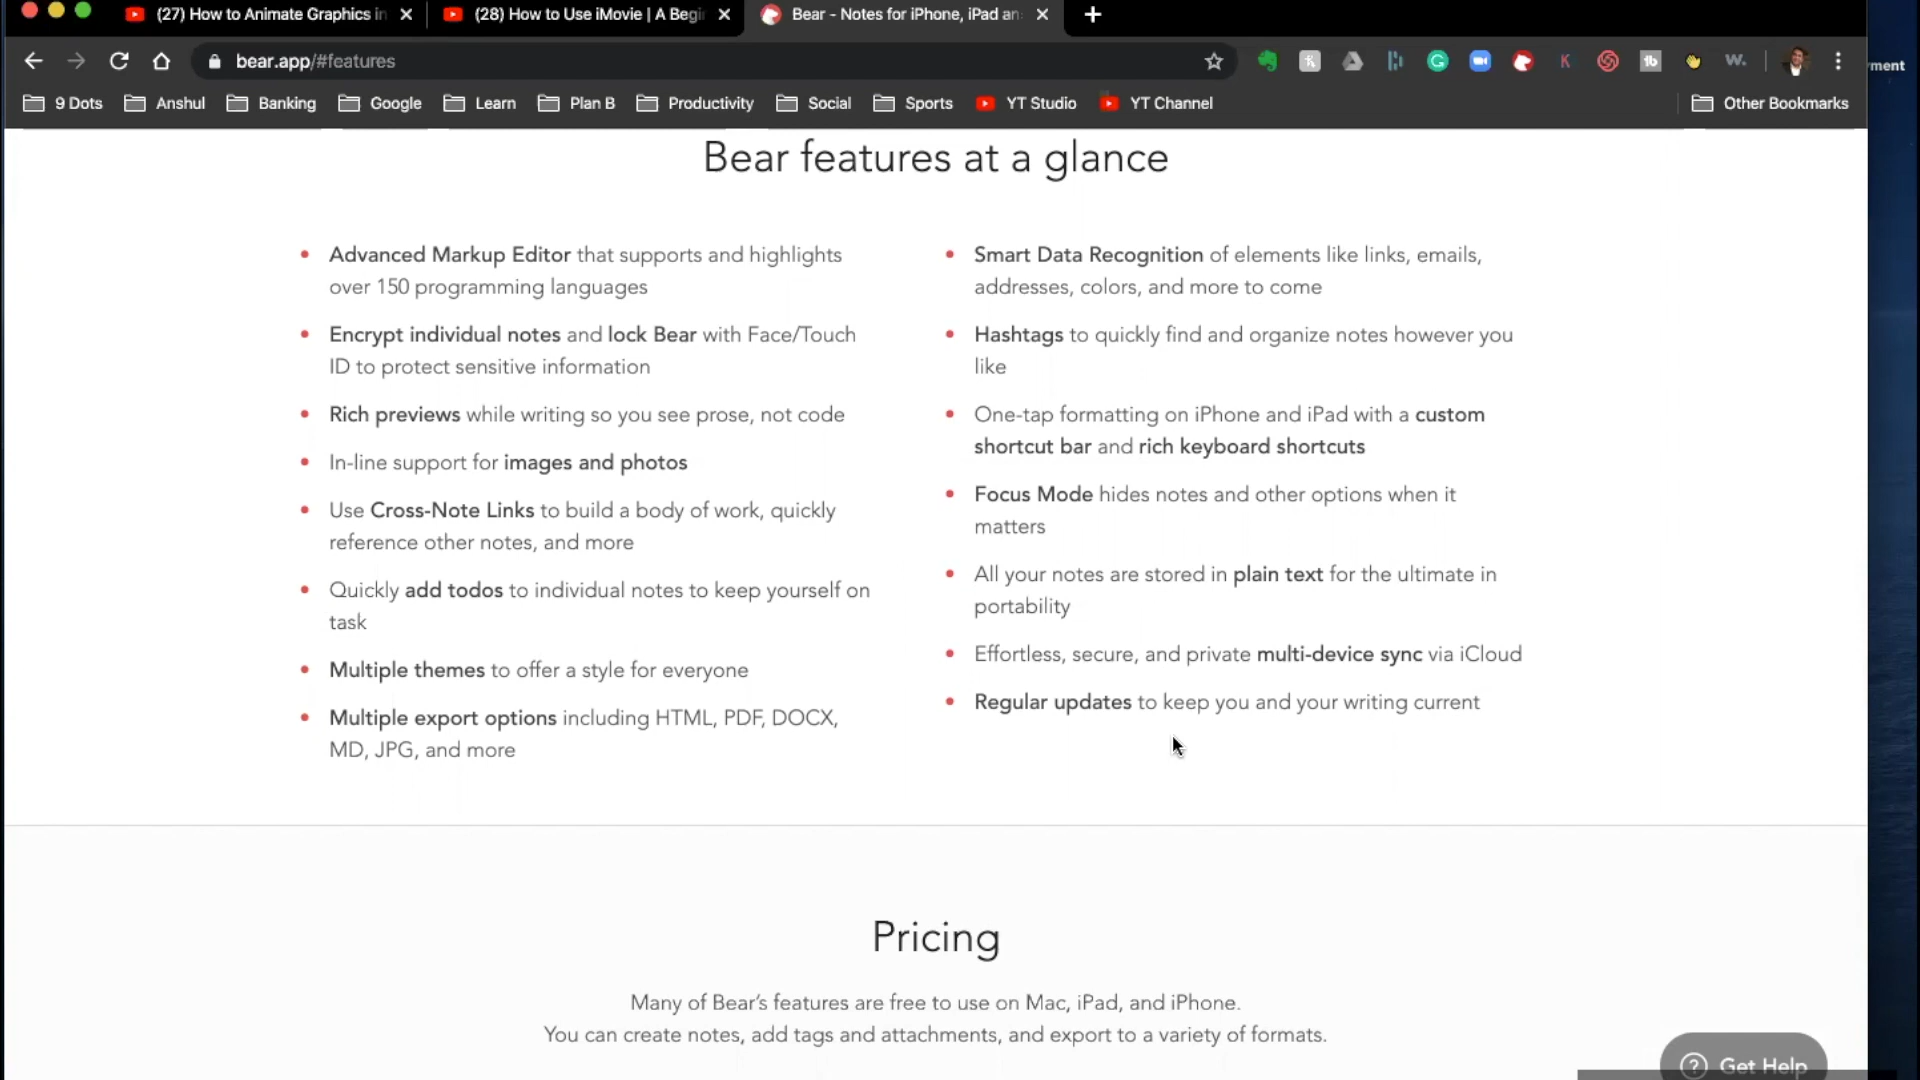 (27) How to Animate Graphics in
(28) How to Use iMovie | A Begi
Bear - Notes for iPhone, iPad an
bear.app/#features
ment
9 Dots
Anshul
Banking
Google
Learn
Plan B
Productivity
Social
Sports
YT Studio
YT Channel
Other Bookmarks
Bear features at a glance
Advanced Markup Editor that supports and highlights
over 150 programming languages
Encrypt individual notes and lock Bear with Face/Touch
ID to protect sensitive information
Rich previews while writing so you see prose, not code
In-line support for images and photos
Use Cross-Note Links to build a body of work, quickly
reference other notes, and more
Quickly add todos to individual notes to keep yourself on
task
Multiple themes to offer a style for everyone
Multiple export options including HTML, PDF, DOCX,
MD, JPG, and more
Smart Data Recognition of elements like links, emails,
addresses, colors, and more to come
Hashtags to quickly find and organize notes however you
like
One-tap formatting on iPhone and iPad with a custom
shortcut bar and rich keyboard shortcuts
Focus Mode hides notes and other options when it
matters
All your notes are stored in plain text for the ultimate in
portability
Effortless, secure, and private multi-device sync via iCloud
Regular updates to keep you and your writing current
Pricing
Many of Bear's features are free to use on Mac, iPad, and iPhone.
You can create notes, add tags and attachments, and export to a variety of formats.
Get Help